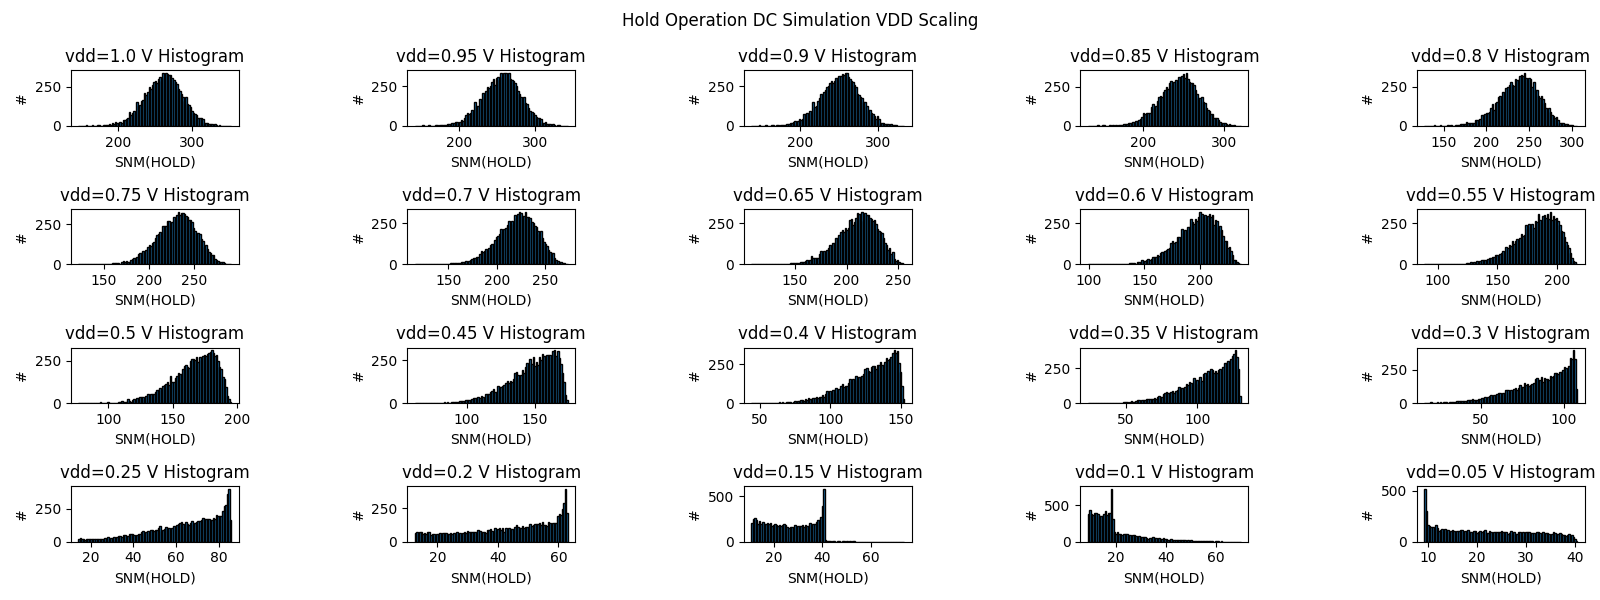 Hold Operation DC Simulation VDD Scaling
vdd=1.0 V Histogram
#
250
0
200 300
SNM(HOLD)
vdd=0.95 V Histogram
#
250
0
200 300
SNM(HOLD)
vdd=0.9 V Histogram
#
250
0
200 300
SNM(HOLD)
vdd=0.85 V Histogram
#
250
0
200 300
SNM(HOLD)
vdd=0.8 V Histogram
#
250
0
150 200 250 300
SNM(HOLD)
vdd=0.75 V Histogram
#
250
0
150 200 250
SNM(HOLD)
vdd=0.7 V Histogram
#
250
0
150 200 250
SNM(HOLD)
vdd=0.65 V Histogram
#
250
0
150 200 250
SNM(HOLD)
vdd=0.6 V Histogram
#
250
0
100 150 200
SNM(HOLD)
vdd=0.55 V Histogram
#
250
0
100 150 200
SNM(HOLD)
vdd=0.5 V Histogram
#
250
0
100 150 200
SNM(HOLD)
vdd=0.45 V Histogram
#
250
0
100 150
SNM(HOLD)
vdd=0.4 V Histogram
#
250
0
50 100 150
SNM(HOLD)
vdd=0.35 V Histogram
#
250
0
50 100
SNM(HOLD)
vdd=0.3 V Histogram
#
250
0
50 100
SNM(HOLD)
vdd=0.25 V Histogram
#
250
0
20 40 60 80
SNM(HOLD)
vdd=0.2 V Histogram
#
250
0
20 40 60
SNM(HOLD)
vdd=0.15 V Histogram
#
500
0
20 40 60
SNM(HOLD)
vdd=0.1 V Histogram
#
500
0
20 40 60
SNM(HOLD)
vdd=0.05 V Histogram
#
500
0
10 20 30 40
SNM(HOLD)